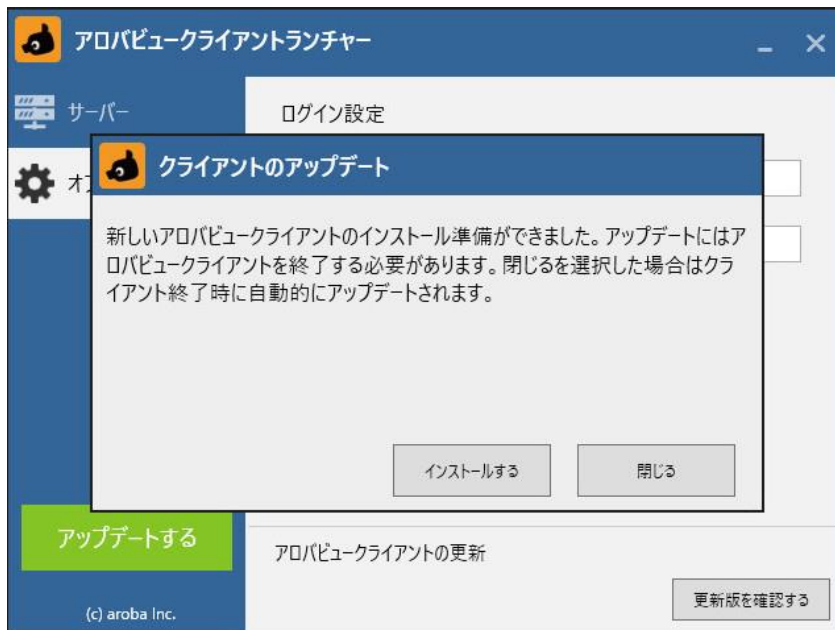 アロバビュークライアントランチャー
サーバー
ログイン設定
クライアントのアップデート
新しいアロバビュークライアントのインストール準備ができました。アップデートにはア
ロバビュークライアントを終了する必要があります。閉じるを選択した場合はクラ
イアント終了時に自動的にアップデートされます。
インストールする
閉じる
アップデートする
アロバビュークライアントの更新
更新版を確認する
(c) aroba Inc.